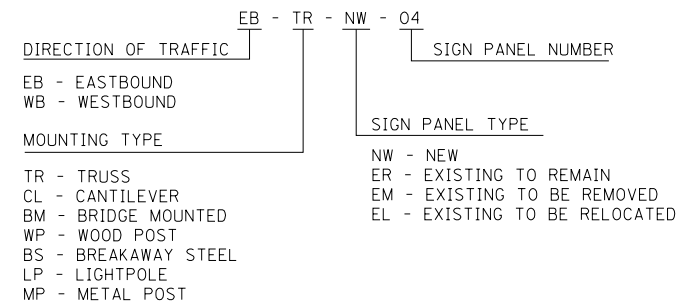 EB - TR - NW - 04
DIRECTION OF TRAFFIC
EB - EASTBOUND
WB - WESTBOUND
MOUNTING TYPE
TR - TRUSS
CL - CANTILEVER
BM - BRIDGE MOUNTED
WP - WOOD POST
BS - BREAKAWAY STEEL
LP - LIGHTPOLE
MP - METAL POST
SIGN PANEL NUMBER
SIGN PANEL TYPE
NW - NEW
ER - EXISTING TO REMAIN
EM - EXISTING TO BE REMOVED
EL - EXISTING TO BE RELOCATED